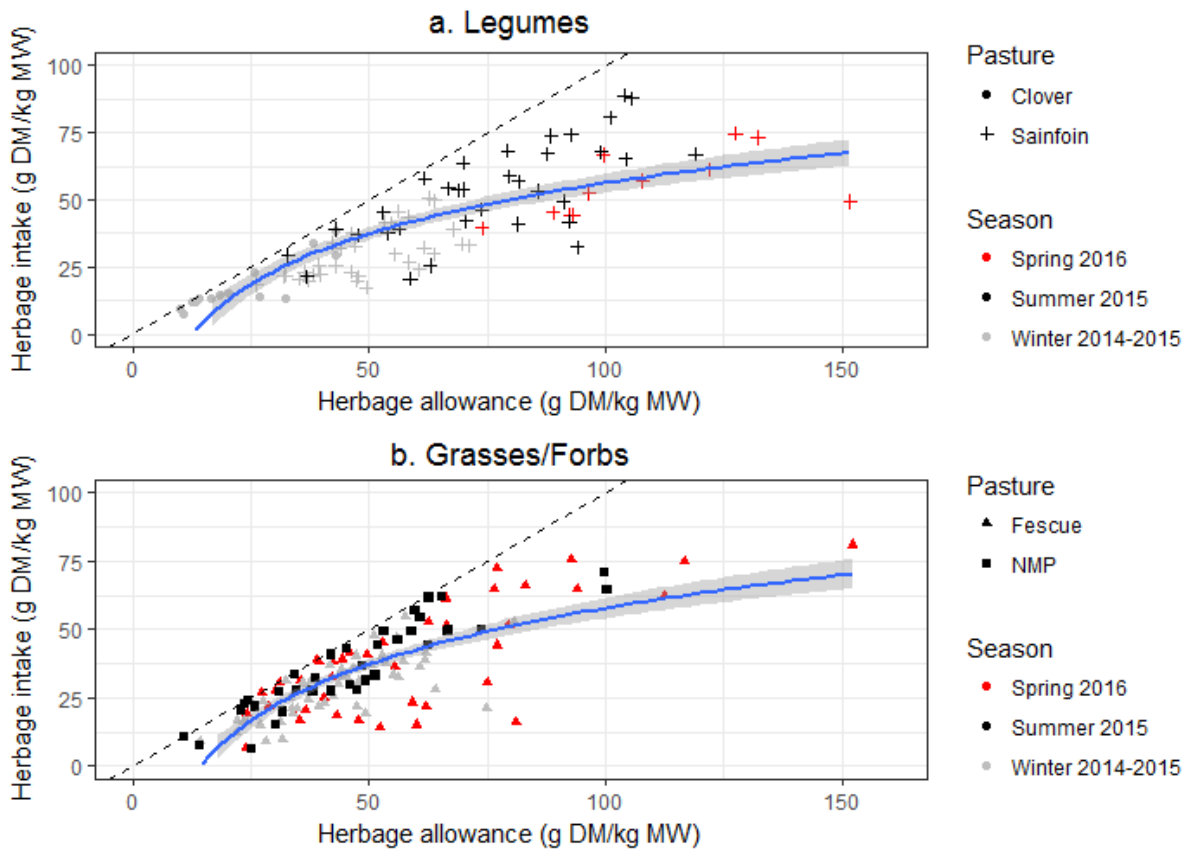 a. Legumes
Herbage intake (g DM/kg MW)
100
75
50
25
0
0 50 100 150
Herbage allowance (g DM/kg MW)
Pasture
Clover
Sainfoin
Season
Spring 2016
Summer 2015
Winter 2014-2015
b. Grasses/Forbs
Herbage intake (g DM/kg MW)
100
75
50
25
0
0 50 100 150
Herbage allowance (g DM/kg MW)
Pasture
Fescue
NMP
Season
Spring 2016
Summer 2015
Winter 2014-2015